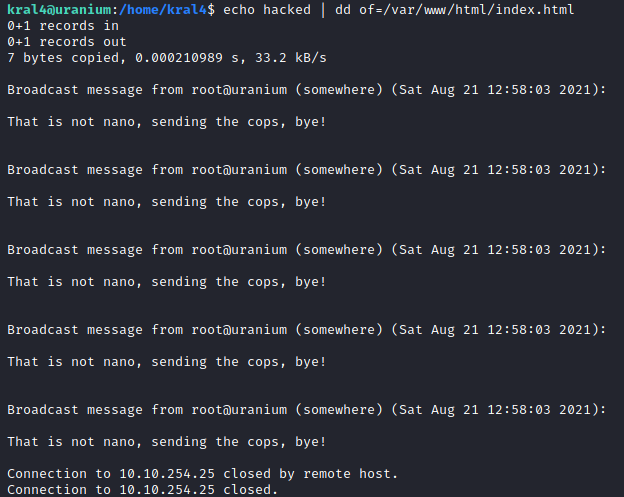 kral4@uranium:/home/kral4$ echo hacked | dd of=/var/www/html/index.html
0+1 records in
0+1 records out
7 bytes copied, 0.000210989 s, 33.2 kB/s
Broadcast message from root@uranium (somewhere) (Sat Aug 21 12:58:03 2021):
That is not nano, sending the cops, bye!
Broadcast message from root@uranium (somewhere) (Sat Aug 21 12:58:03 2021):
That is not nano, sending the cops, bye!
Broadcast message from root@uranium (somewhere) (Sat Aug 21 12:58:03 2021):
That is not nano, sending the cops, bye!
Broadcast message from root@uranium (somewhere) (Sat Aug 21 12:58:03 2021):
That is not nano, sending the cops, bye!
Broadcast message from root@uranium (somewhere) (Sat Aug 21 12:58:03 2021):
That is not nano, sending the cops, bye!
Connection to 10.10.254.25 closed by remote host.
Connection to 10.10.254.25 closed.